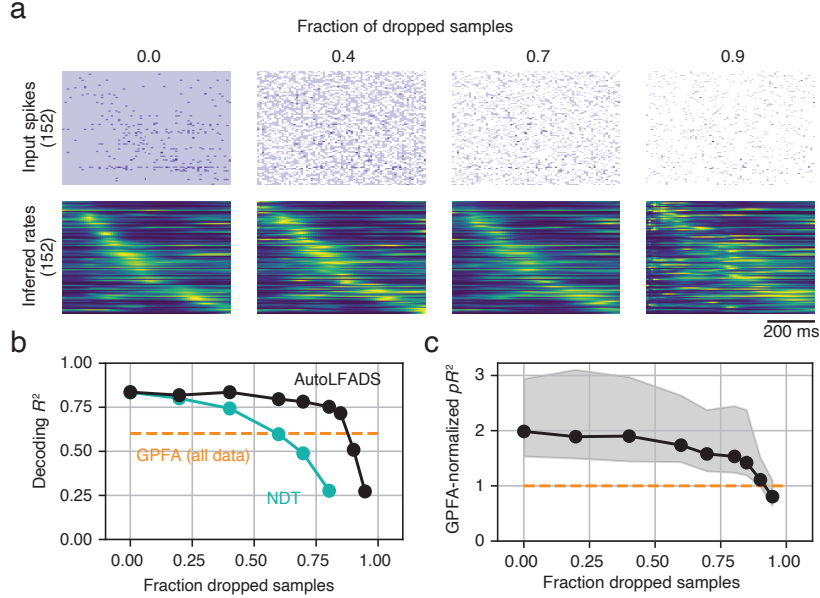 a
Fraction of dropped samples
0.0 0.4 0.7 0.9
Input spikes
(152)
Inferred rates
(152)
200 ms
b
1.00
0.75
0.50
0.25
0.00
Decoding R²
AutoLFADS
GPFA (all data)
NDT
0.00 0.25 0.50 0.75 1.00
Fraction dropped samples
c
3
2
1
0
GPFA-normalized pR²
0.00 0.25 0.50 0.75 1.00
Fraction dropped samples